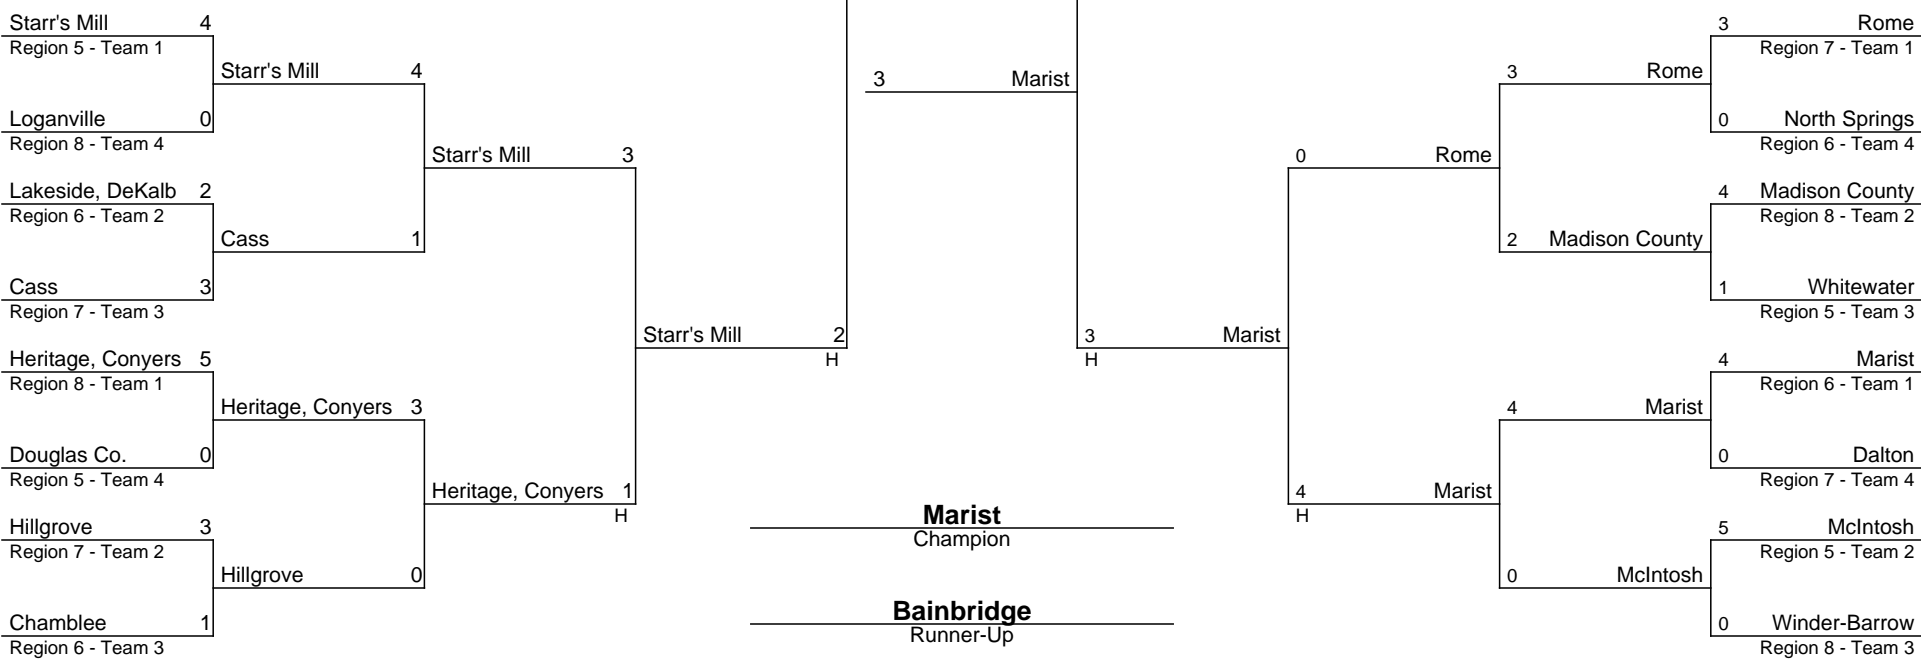 Starr's Mill 4
Region 5 - Team 1
Starr's Mill 4
Loganville 0
Region 8 - Team 4
Starr's Mill 3
Lakeside, DeKalb 2
Region 6 - Team 2
Cass 1
Cass 3
Region 7 - Team 3
Starr's Mill 2
H
Heritage, Conyers 5
Region 8 - Team 1
Heritage, Conyers 3
Douglas Co. 0
Region 5 - Team 4
Heritage, Conyers 1
H
Hillgrove 3
Region 7 - Team 2
Hillgrove 0
Chamblee 1
Region 6 - Team 3
3 Marist
Marist
Champion
Bainbridge
Runner-Up
3 Rome
Region 7 - Team 1
3 Rome
0 North Springs
Region 6 - Team 4
0 Rome
4 Madison County
Region 8 - Team 2
2 Madison County
1 Whitewater
Region 5 - Team 3
3 Marist
H
4 Marist
Region 6 - Team 1
4 Marist
0 Dalton
Region 7 - Team 4
4 Marist
H
5 McIntosh
Region 5 - Team 2
0 McIntosh
0 Winder-Barrow
Region 8 - Team 3